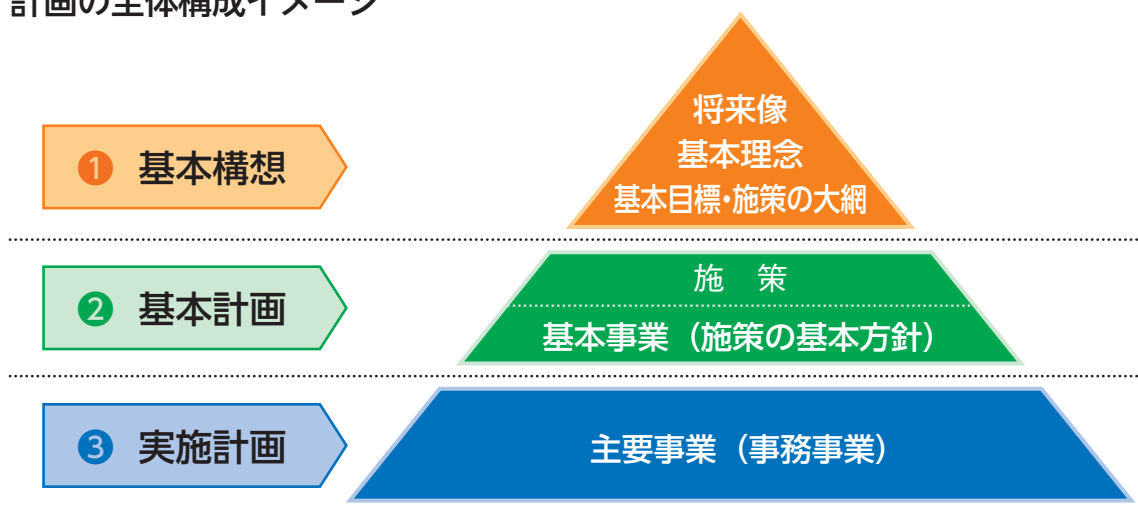 計画の全体構成イメージ
❶ 基本構想
将来像
基本理念
基本目標・施策の大綱
❷ 基本計画
施 策
基本事業（施策の基本方針）
❸ 実施計画
主要事業（事務事業）